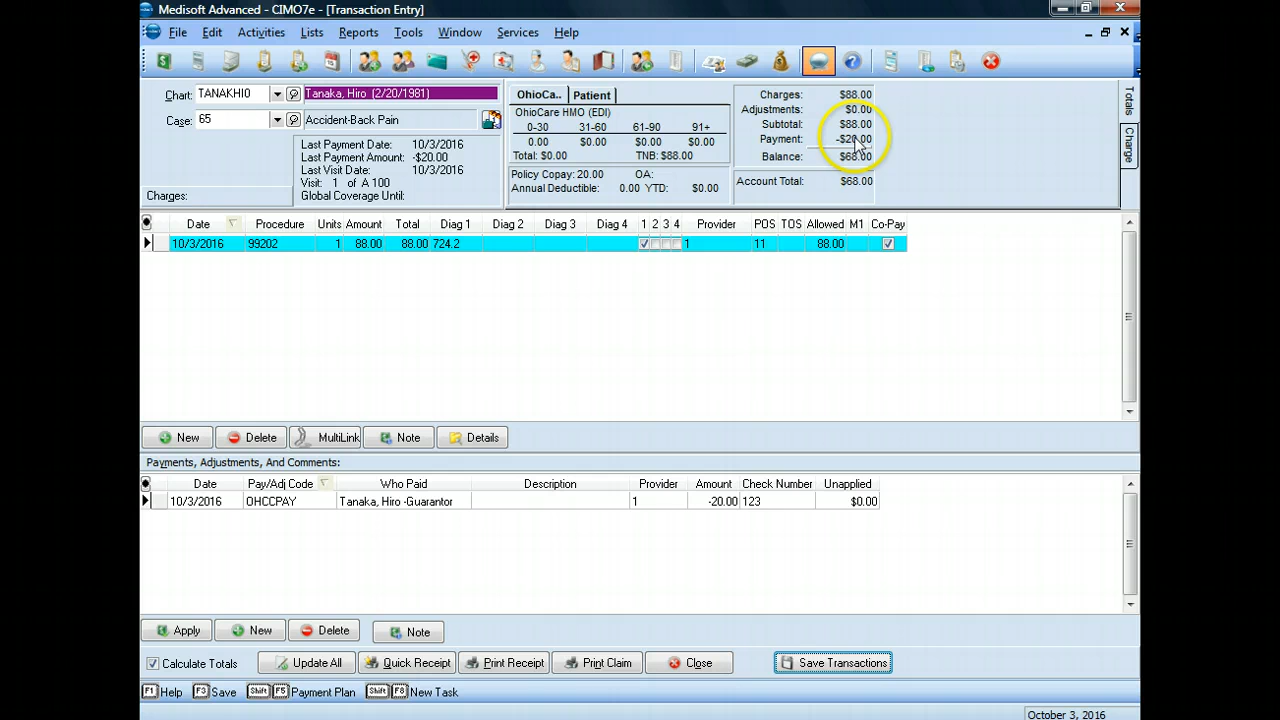 Medisoft Advanced - CIMO7e - [Transaction Entry]
File Edit Activities Lists Reports Tools Window Services Help
Chart: TANAKHI0 Tanaka, Hiro (2/20/1981)
Case: 65 Accident-Back Pain
Last Payment Date: 10/3/2016
Last Payment Amount: -$20.00
Last Visit Date: 10/3/2016
Visit: 1 of A 100
Global Coverage Until:
Charges:
OhioCa.. Patient
OhioCare HMO (EDI)
0-30 31-60 61-90 91+
0.00 $0.00 $0.00 $0.00
Total: $0.00 TNB: $88.00
Policy Copay: 20.00 OA:
Annual Deductible: 0.00 YTD: $0.00
Charges: $88.00
Adjustments: $0.00
Subtotal: $88.00
Payment: -$20.00
Balance: $68.00
Account Total: $68.00
Totals
Charge
Date Procedure Units Amount Total Diag 1 Diag 2 Diag 3 Diag 4 1 2 3 4 Provider POS TOS Allowed M1 Co-Pay
10/3/2016 99202 1 88.00 88.00 724.2 1 11 88.00
New Delete MultiLink Note Details
Payments, Adjustments, And Comments:
Date Pay/Adj Code Who Paid Description Provider Amount Check Number Unapplied
10/3/2016 OHCCPAY Tanaka, Hiro -Guarantor 1 -20.00 123 $0.00
Apply New Delete Note
Calculate Totals Update All Quick Receipt Print Receipt Print Claim Close Save Transactions
F1 Help F3 Save Shift F5 Payment Plan Shift F8 New Task
October 3, 2016